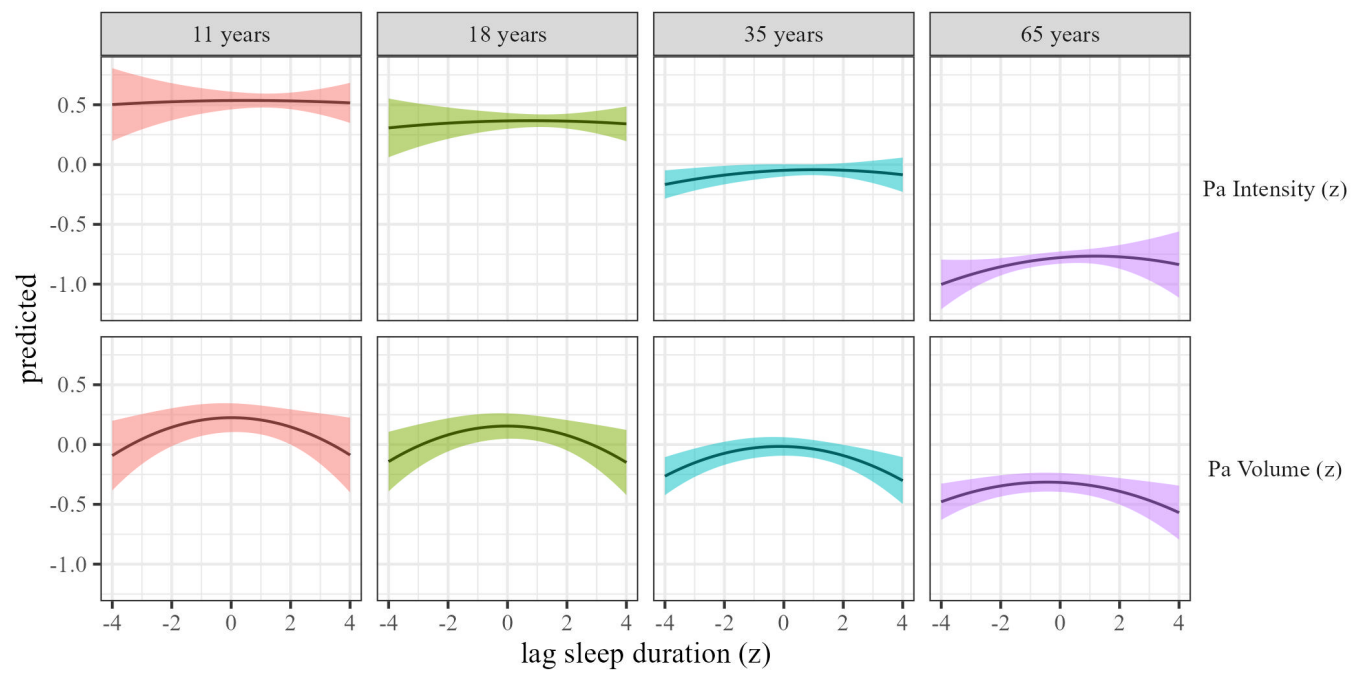 11 years
18 years
35 years
65 years
0.5
0.0
-0.5
-1.0
Pa Intensity (z)
predicted
0.5
0.0
-0.5
-1.0
Pa Volume (z)
-4 -2 0 2 4
-4 -2 0 2 4
-4 -2 0 2 4
-4 -2 0 2 4
lag sleep duration (z)